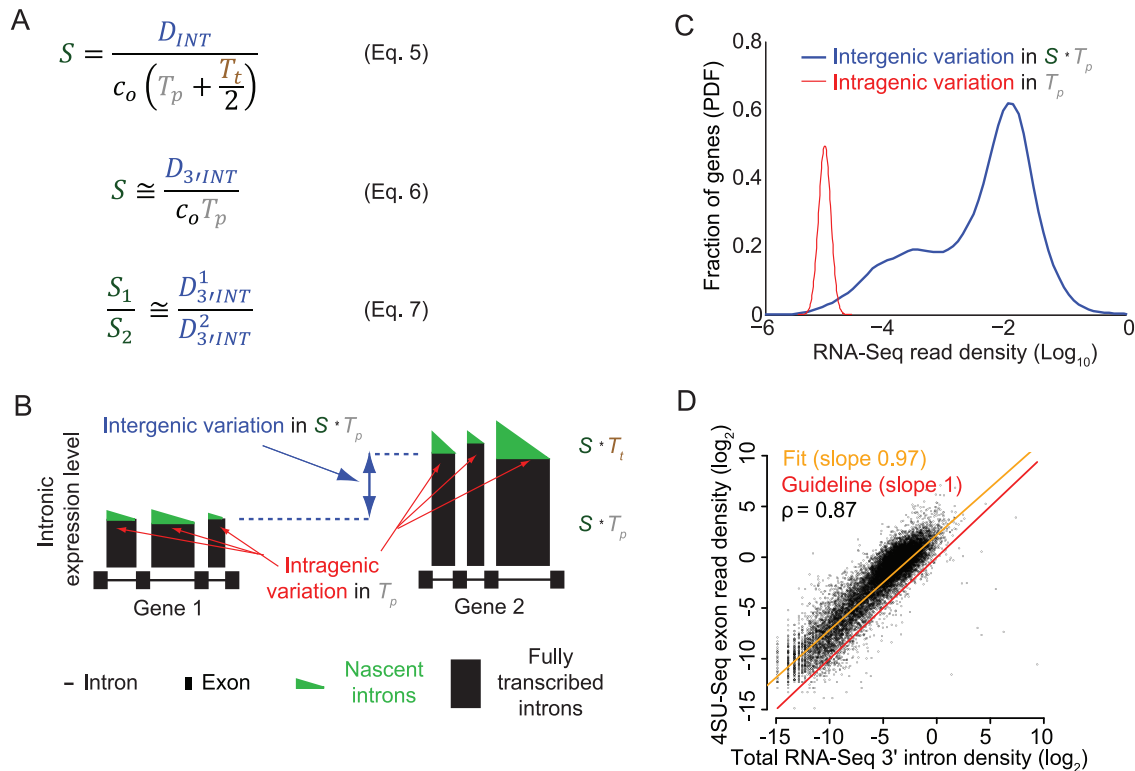 A
S = D_INT / c_o (T_p + T_t / 2) (Eq. 5)
S ≅ D_3'INT / c_o T_p (Eq. 6)
S_1 / S_2 ≅ D^1_3'INT / D^2_3'INT (Eq. 7)
B
Intergenic variation in S * T_p
Intronic
expression level
S * T_t
S * T_p
Intragenic
variation in T_p
Gene 1
Gene 2
Intron
Exon
Nascent
introns
Fully
transcribed
introns
C
Intergenic variation in S * T_p
Intragenic variation in T_p
Fraction of genes (PDF)
0.8
0.6
0.4
0.2
0
−6 −4 −2 0
RNA-Seq read density (Log10)
D
Fit (slope 0.97)
Guideline (slope 1)
ρ = 0.87
4SU-Seq exon read density (log2)
10
5
0
-5
-10
-15
-15 -10 -5 0 5 10
Total RNA-Seq 3' intron density (log2)